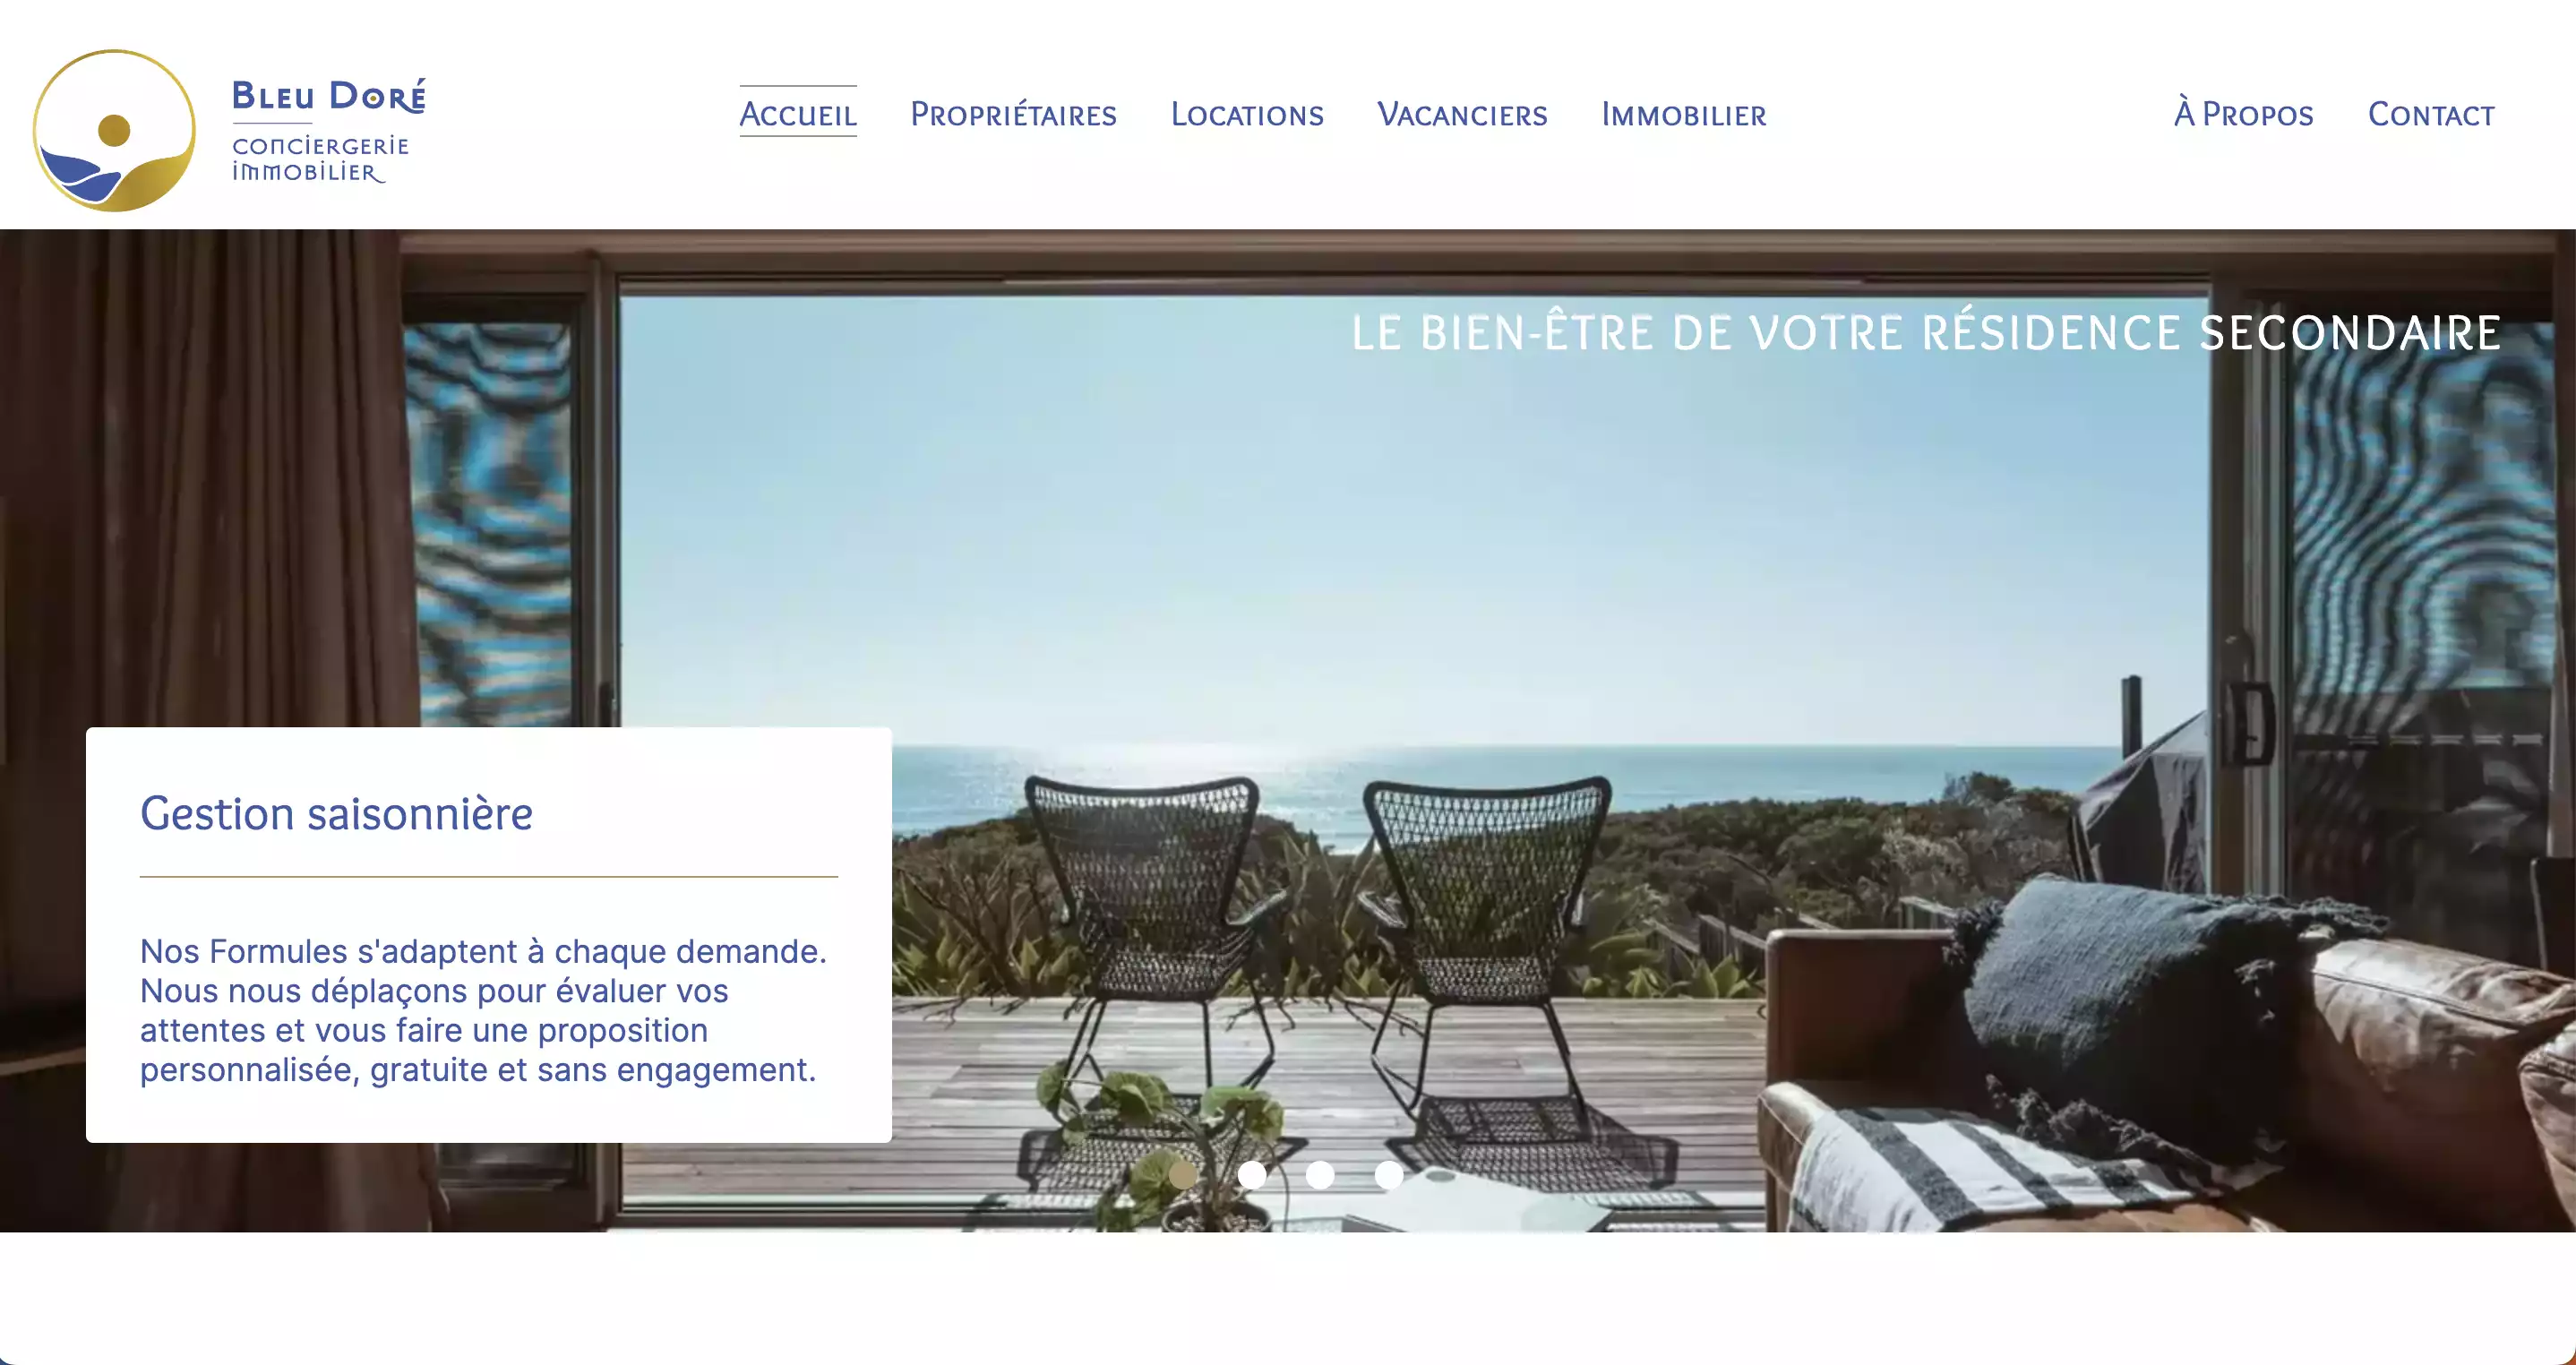 Bleu Doré
conciergerie
immobilier
Accueil
Propriétaires
Locations
Vacanciers
Immobilier
À Propos
Contact
LE BIEN-ÊTRE DE VOTRE RÉSIDENCE SECONDAIRE
Gestion saisonnière
Nos Formules s'adaptent à chaque demande.
Nous nous déplaçons pour évaluer vos
attentes et vous faire une proposition
personnalisée, gratuite et sans engagement.